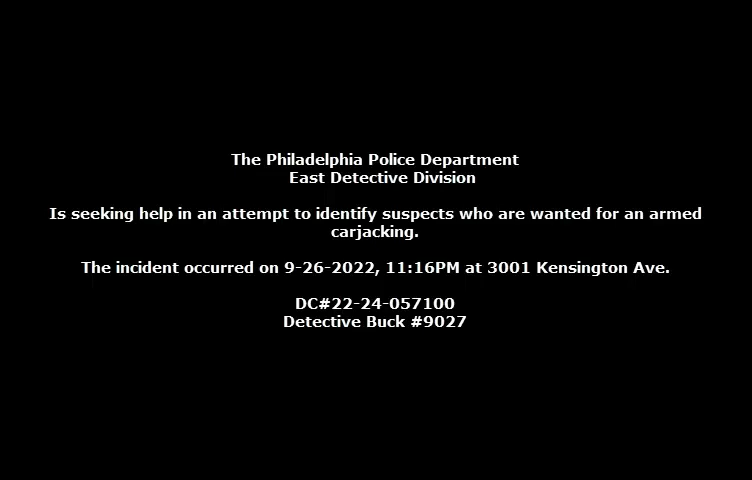 The Philadelphia Police Department
East Detective Division
Is seeking help in an attempt to identify suspects who are wanted for an armed
carjacking.
The incident occurred on 9-26-2022, 11:16PM at 3001 Kensington Ave.
DC#22-24-057100
Detective Buck #9027